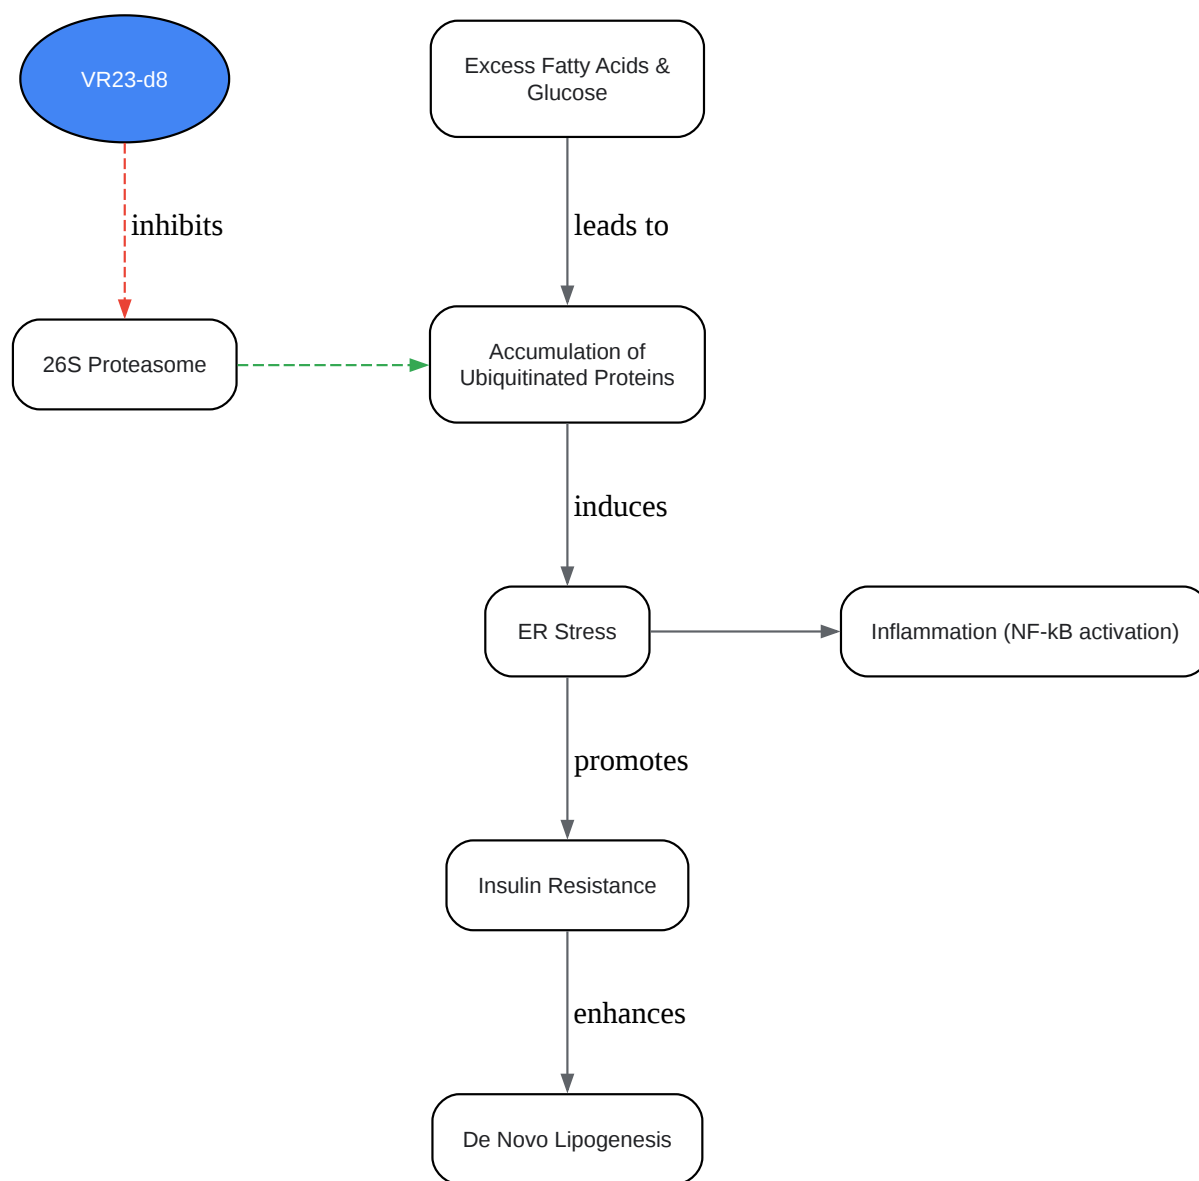 VR23-d8
Excess Fatty Acids &
Glucose
inhibits
leads to
26S Proteasome
Accumulation of
Ubiquitinated Proteins
induces
ER Stress
Inflammation (NF-kB activation)
promotes
Insulin Resistance
enhances
De Novo Lipogenesis